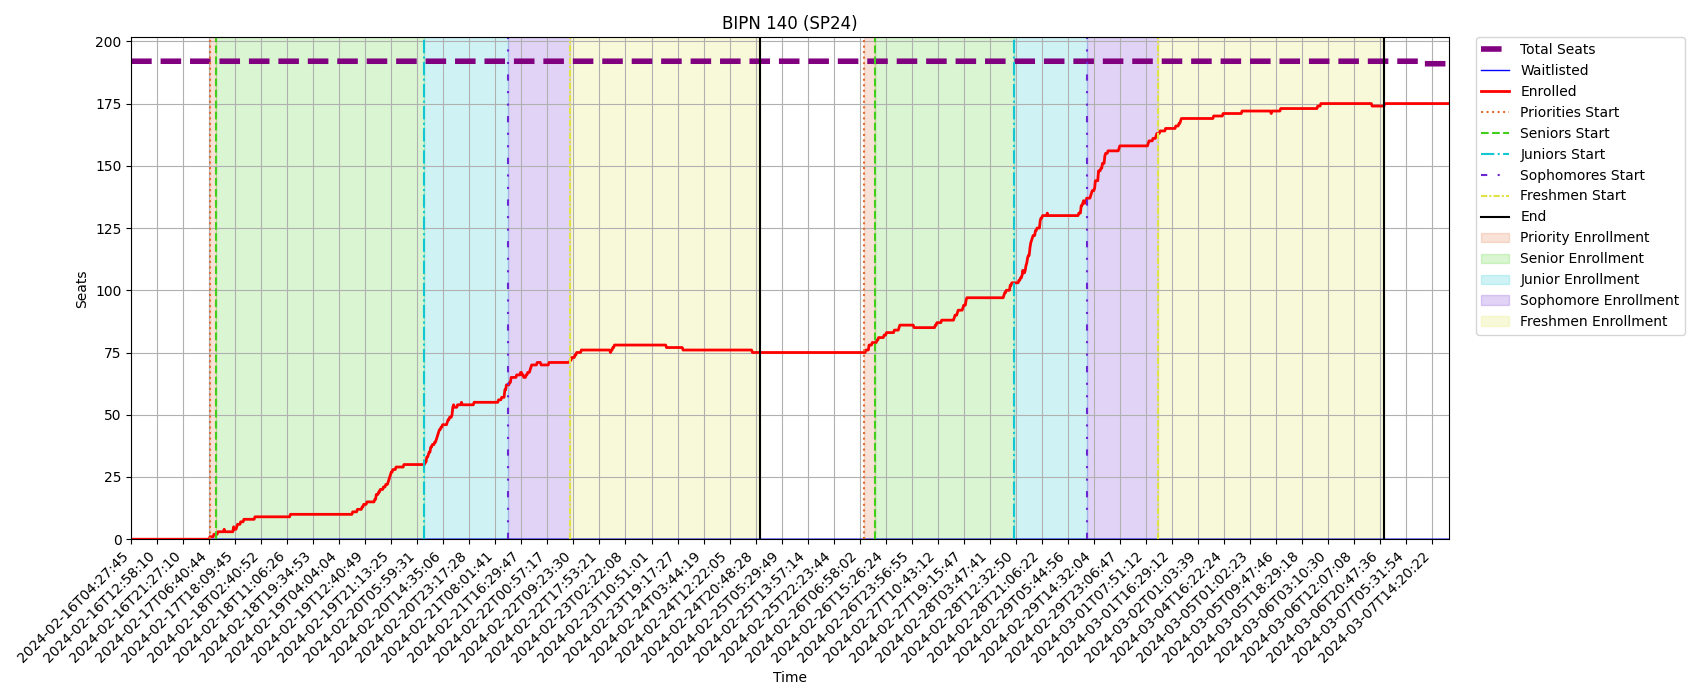 BIPN 140 (SP24)
Seats
200
175
150
125
100
75
50
25
0
2024-02-16T04:27:45
2024-02-16T12:58:10
2024-02-16T21:27:10
2024-02-17T06:40:44
2024-02-17T18:09:45
2024-02-18T02:40:52
2024-02-18T11:06:26
2024-02-18T19:34:53
2024-02-19T04:04:04
2024-02-19T12:40:49
2024-02-19T21:13:25
2024-02-20T05:59:31
2024-02-20T14:35:06
2024-02-20T23:17:28
2024-02-21T08:01:41
2024-02-21T16:29:47
2024-02-22T00:57:17
2024-02-22T09:23:30
2024-02-22T17:53:21
2024-02-23T02:22:08
2024-02-23T10:51:01
2024-02-23T19:17:27
2024-02-24T03:44:19
2024-02-24T12:22:05
2024-02-24T20:48:28
2024-02-25T05:29:49
2024-02-25T13:57:14
2024-02-25T22:23:44
2024-02-26T06:58:02
2024-02-26T15:26:24
2024-02-26T23:56:55
2024-02-27T10:43:12
2024-02-27T19:15:47
2024-02-28T03:47:41
2024-02-28T12:32:50
2024-02-28T21:06:22
2024-02-29T05:44:56
2024-02-29T14:32:04
2024-02-29T23:06:47
2024-03-01T07:51:12
2024-03-01T16:29:12
2024-03-02T01:03:39
2024-03-04T16:22:24
2024-03-05T01:02:23
2024-03-05T09:47:46
2024-03-05T18:29:18
2024-03-06T03:10:30
2024-03-06T12:07:08
2024-03-06T20:47:36
2024-03-07T05:31:54
2024-03-07T14:20:22
Time
Total Seats
Waitlisted
Enrolled
Priorities Start
Seniors Start
Juniors Start
Sophomores Start
Freshmen Start
End
Priority Enrollment
Senior Enrollment
Junior Enrollment
Sophomore Enrollment
Freshmen Enrollment